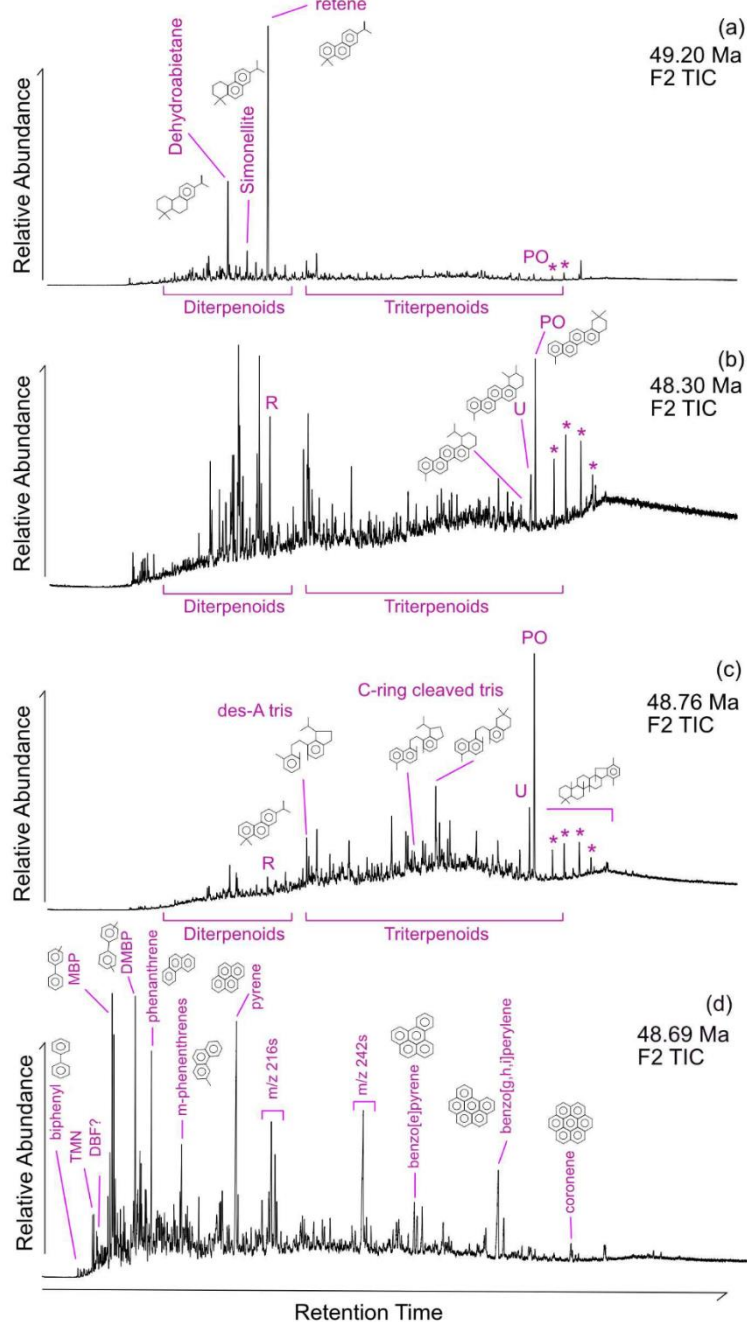 retene
(a)
49.20 Ma
F2 TIC
Relative Abundance
Dehydroabietane
Simonellite
PO
* *
Diterpenoids
Triterpenoids
(b)
48.30 Ma
F2 TIC
Relative Abundance
R
PO
U
* * * *
Diterpenoids
Triterpenoids
(c)
48.76 Ma
F2 TIC
Relative Abundance
des-A tris
C-ring cleaved tris
PO
U
R
* * * *
Diterpenoids
Triterpenoids
(d)
48.69 Ma
F2 TIC
Relative Abundance
biphenyl
TMN
DBF?
MBP
DMBP
phenanthrene
m-phenenthrenes
pyrene
m/z 216s
m/z 242s
benzo[e]pyrene
benzo[g,h,i]perylene
coronene
Retention Time